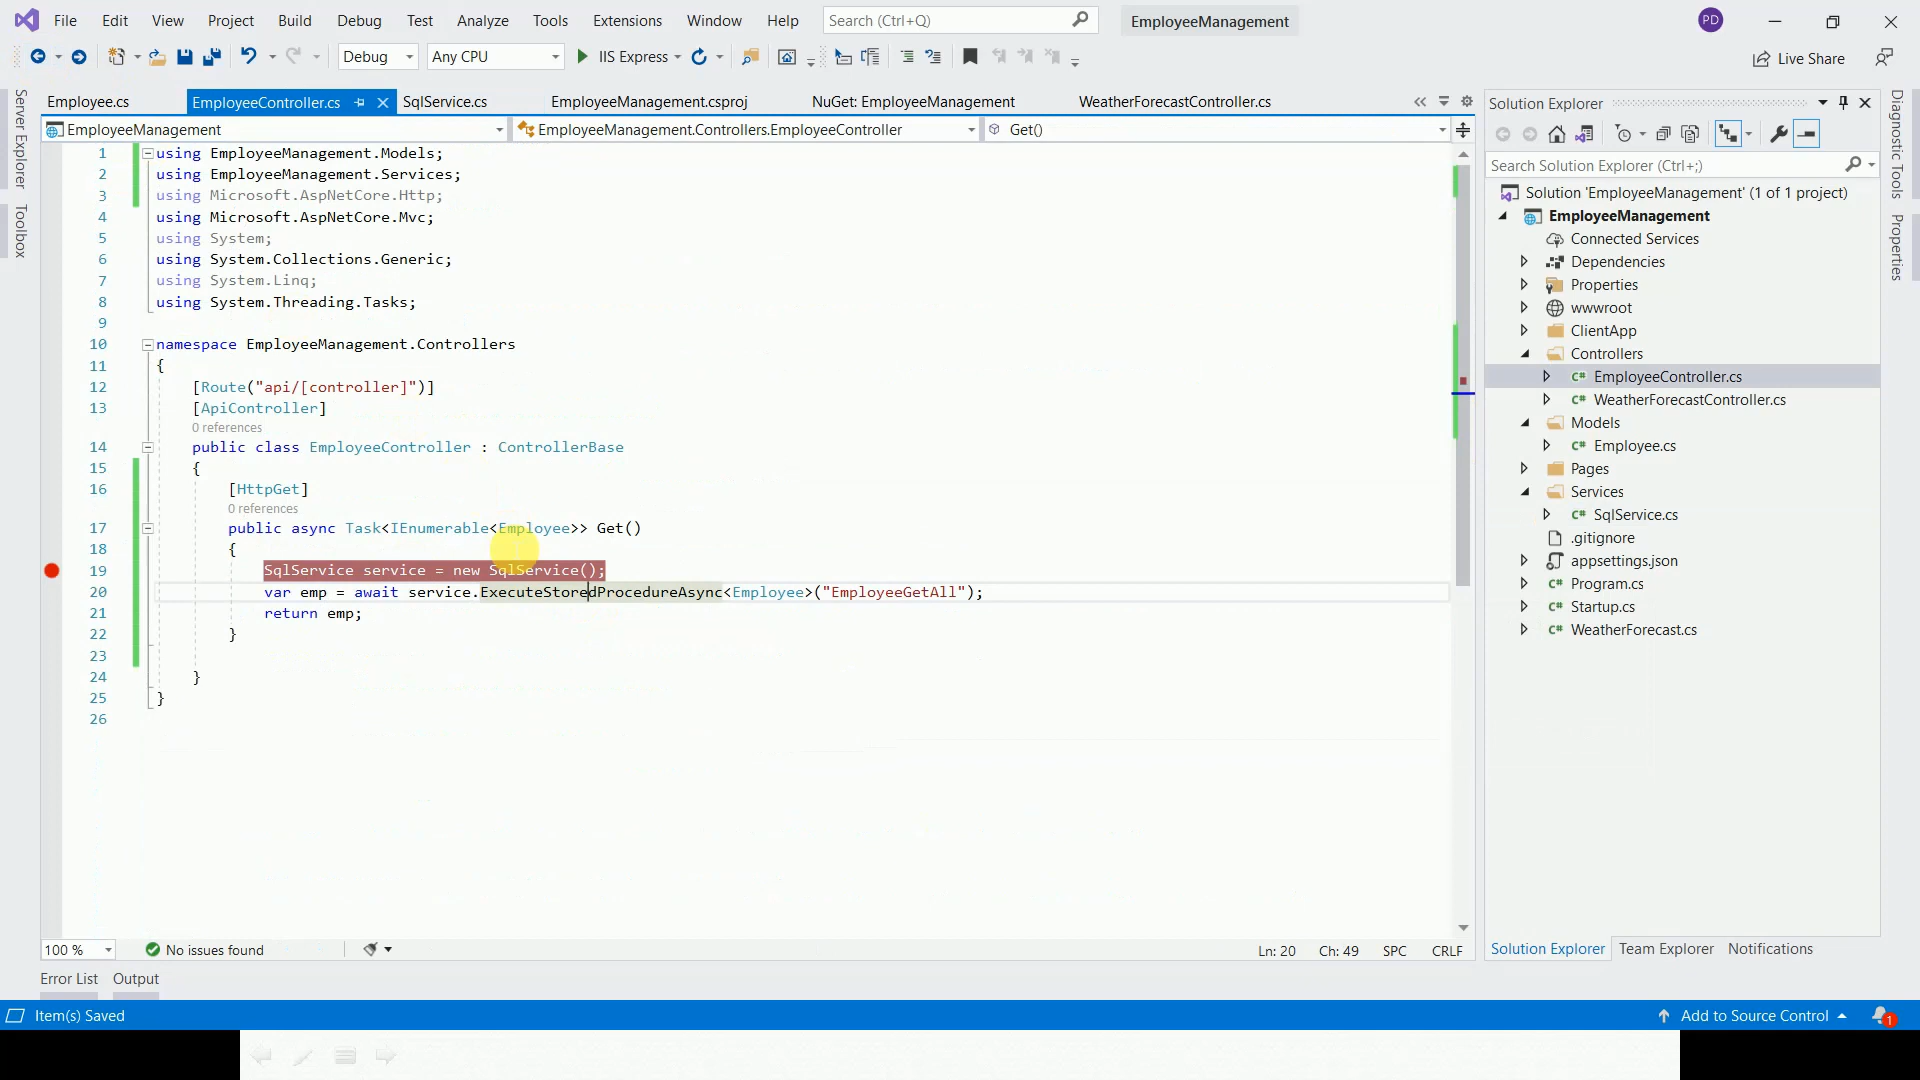 File Edit View Project Build Debug Test Analyze Tools Extensions Window Help Search (Ctrl+Q) EmployeeManagement PD
Debug Any CPU IIS Express Live Share
Server Explorer
Toolbox
Employee.cs EmployeeController.cs SqlService.cs EmployeeManagement.csproj NuGet: EmployeeManagement WeatherForecastController.cs
EmployeeManagement EmployeeManagement.Controllers.EmployeeController Get()
1 using EmployeeManagement.Models;
2 using EmployeeManagement.Services;
3 using Microsoft.AspNetCore.Http;
4 using Microsoft.AspNetCore.Mvc;
5 using System;
6 using System.Collections.Generic;
7 using System.Linq;
8 using System.Threading.Tasks;
9
10 namespace EmployeeManagement.Controllers
11 {
12 [Route("api/[controller]")]
13 [ApiController]
0 references
14 public class EmployeeController : ControllerBase
15 {
16 [HttpGet]
0 references
17 public async Task<IEnumerable<Employee>> Get()
18 {
19 SqlService service = new SqlService();
20 var emp = await service.ExecuteStoredProcedureAsync<Employee>("EmployeeGetAll");
21 return emp;
22 }
23
24 }
25 }
26
100 % No issues found Ln: 20 Ch: 49 SPC CRLF
Solution Explorer
Search Solution Explorer (Ctrl+;)
Solution 'EmployeeManagement' (1 of 1 project)
EmployeeManagement
Connected Services
Dependencies
Properties
wwwroot
ClientApp
Controllers
C# EmployeeController.cs
C# WeatherForecastController.cs
Models
C# Employee.cs
Pages
Services
C# SqlService.cs
.gitignore
appsettings.json
C# Program.cs
C# Startup.cs
C# WeatherForecast.cs
Solution Explorer Team Explorer Notifications
Diagnostic Tools
Properties
Error List Output
Item(s) Saved Add to Source Control 1